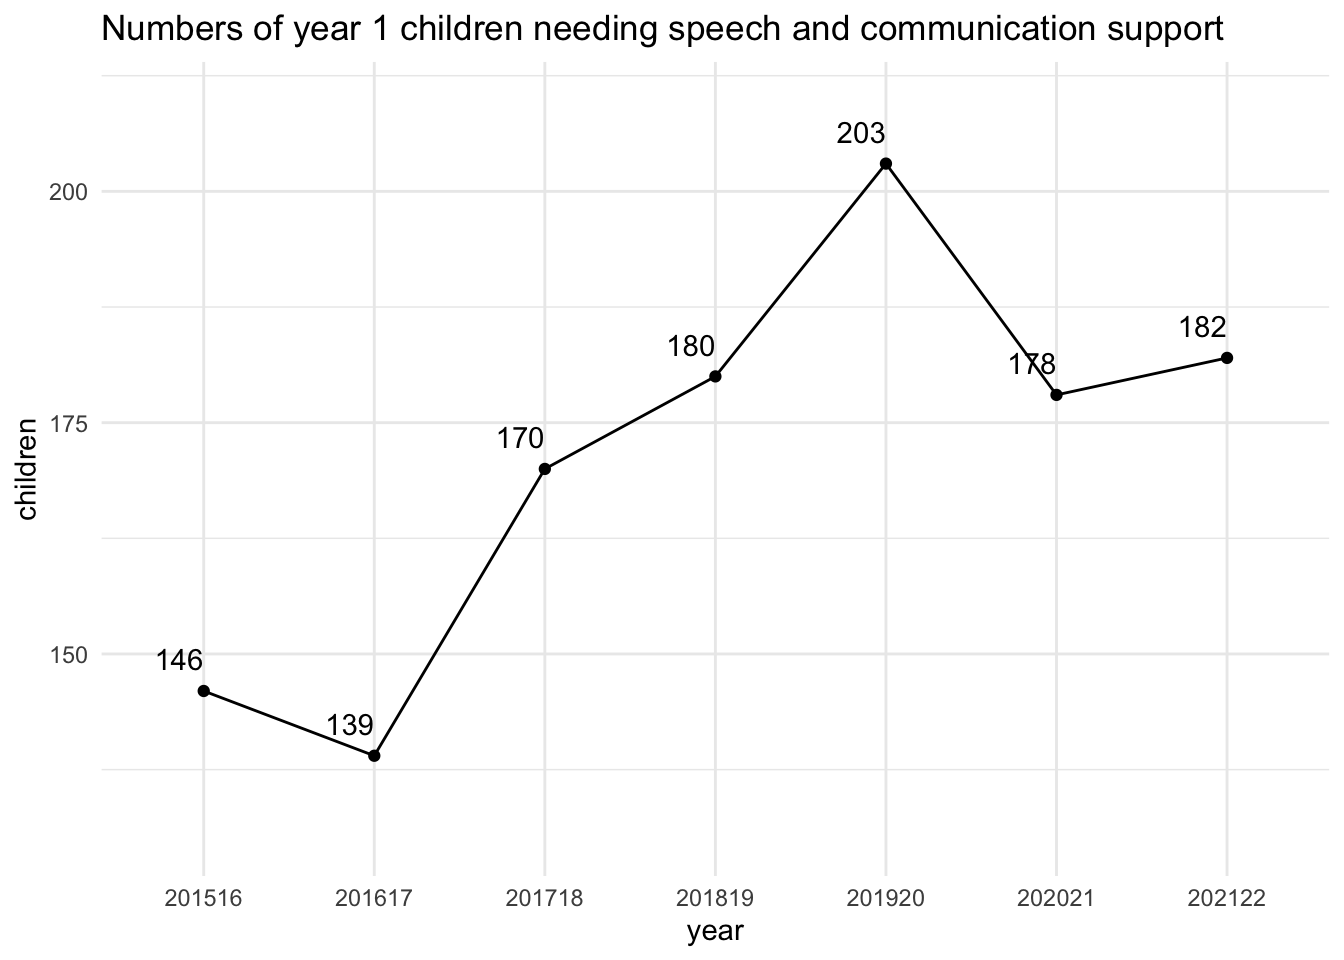 Numbers of year 1 children needing speech and communication support
203
200
182
180
178
175
170
children
150
146
139
201516 201617 201718 201819 201920 202021 202122
year